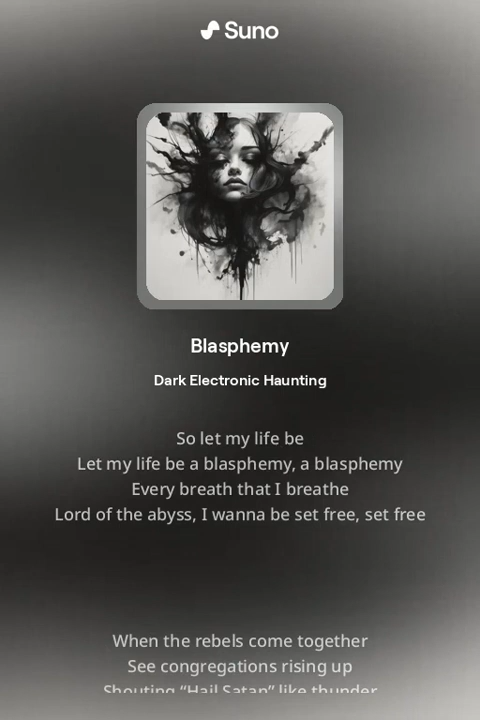 Suno
Blasphemy
Dark Electronic Haunting
So let my life be
Let my life be a blasphemy, a blasphemy
Every breath that I breathe
Lord of the abyss, I wanna be set free, set free
When the rebels come together
See congregations rising up
Shouting “Hail Satan” like thunder